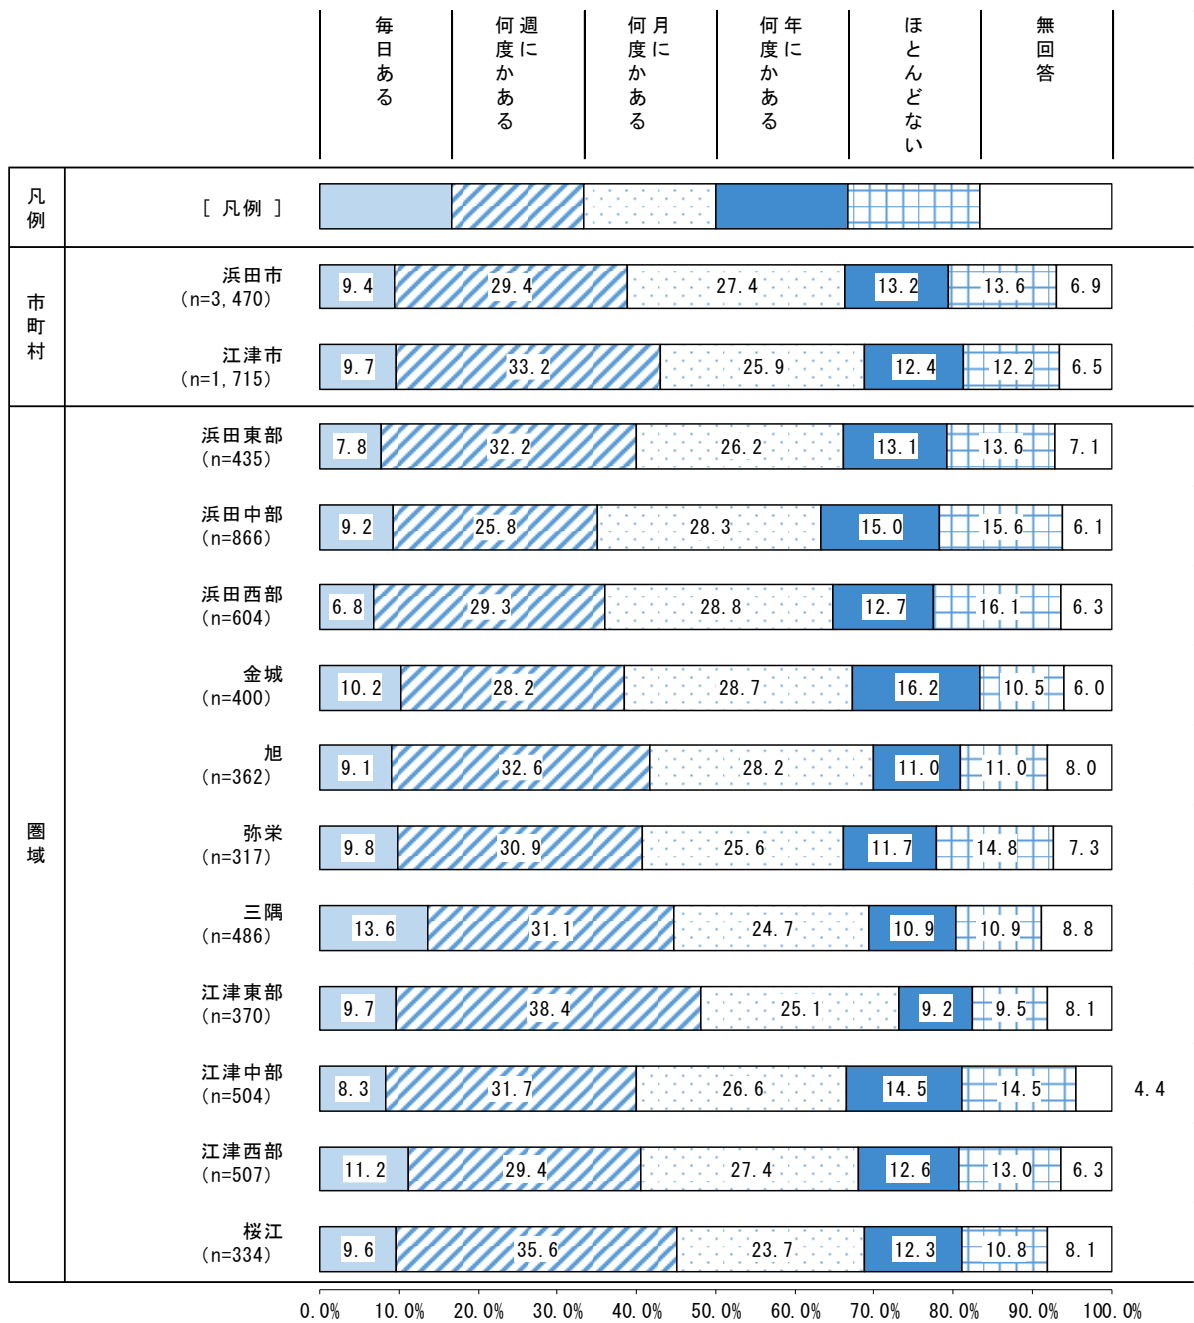 毎日ある
週に何度かある
月に何度かある
年に何度かある
ほとんどない
無回答
凡例
[ 凡例 ]
市町村
浜田市
(n=3,470)
9.4 29.4 27.4 13.2 13.6 6.9
江津市
(n=1,715)
9.7 33.2 25.9 12.4 12.2 6.5
圏域
浜田東部
(n=435)
7.8 32.2 26.2 13.1 13.6 7.1
浜田中部
(n=866)
9.2 25.8 28.3 15.0 15.6 6.1
浜田西部
(n=604)
6.8 29.3 28.8 12.7 16.1 6.3
金城
(n=400)
10.2 28.2 28.7 16.2 10.5 6.0
旭
(n=362)
9.1 32.6 28.2 11.0 11.0 8.0
弥栄
(n=317)
9.8 30.9 25.6 11.7 14.8 7.3
三隅
(n=486)
13.6 31.1 24.7 10.9 10.9 8.8
江津東部
(n=370)
9.7 38.4 25.1 9.2 9.5 8.1
江津中部
(n=504)
8.3 31.7 26.6 14.5 14.5 4.4
江津西部
(n=507)
11.2 29.4 27.4 12.6 13.0 6.3
桜江
(n=334)
9.6 35.6 23.7 12.3 10.8 8.1
0.0% 10.0% 20.0% 30.0% 40.0% 50.0% 60.0% 70.0% 80.0% 90.0% 100.0%